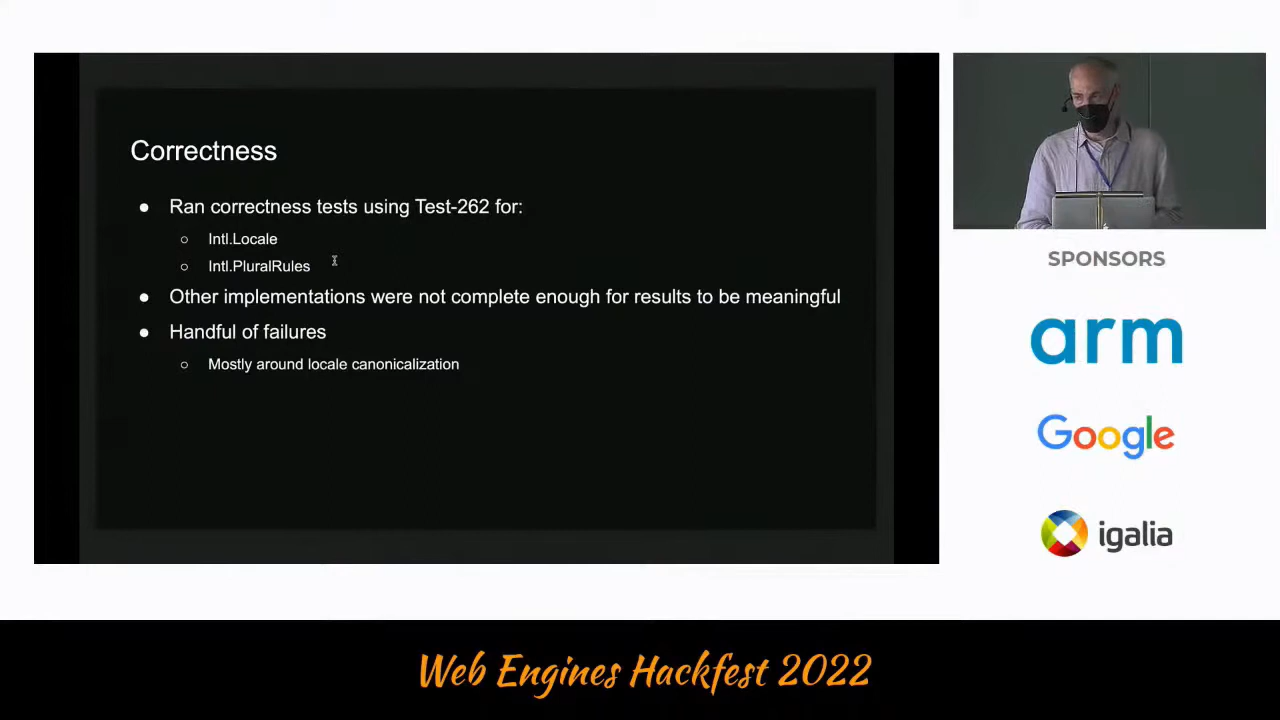 Correctness
● Ran correctness tests using Test-262 for:
○ Intl.Locale
○ Intl.PluralRules
● Other implementations were not complete enough for results to be meaningful
● Handful of failures
○ Mostly around locale canonicalization
SPONSORS
arm
Google
igalia
Web Engines Hackfest 2022